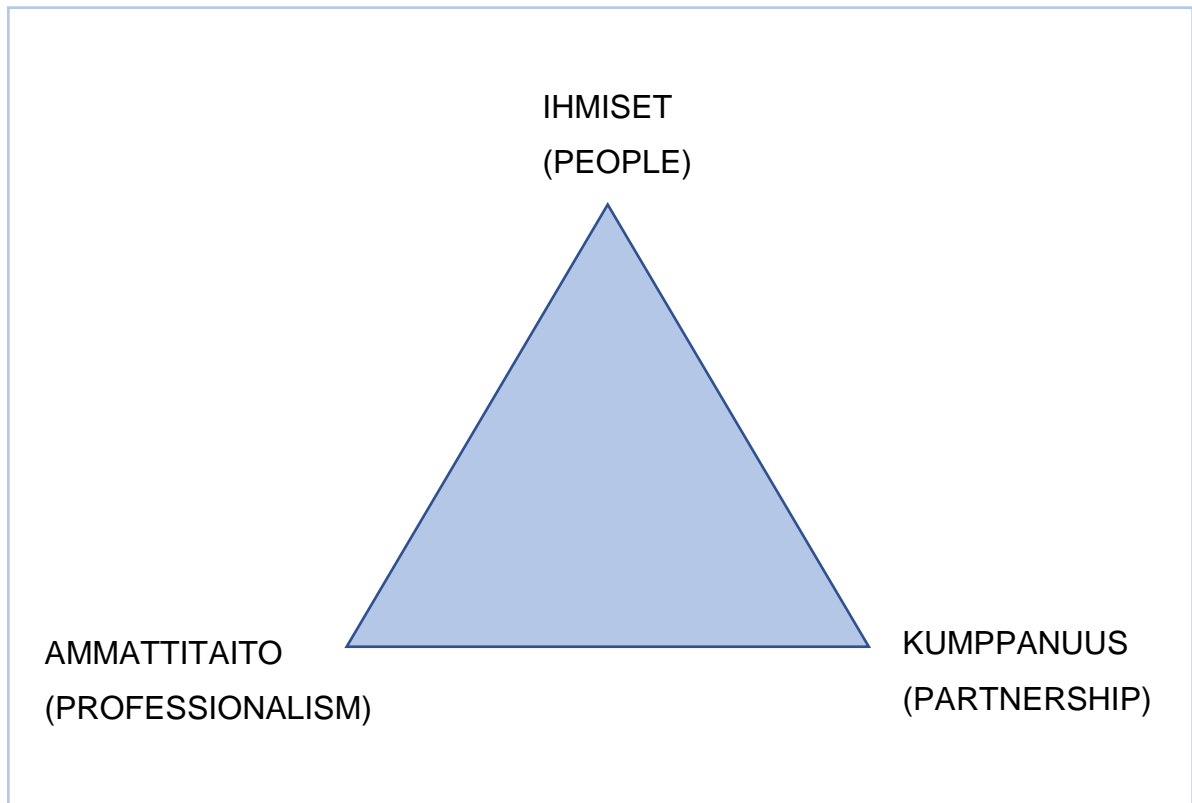 IHMISET
(PEOPLE)
AMMATTITAITO
(PROFESSIONALISM)
KUMPPANUUS
(PARTNERSHIP)